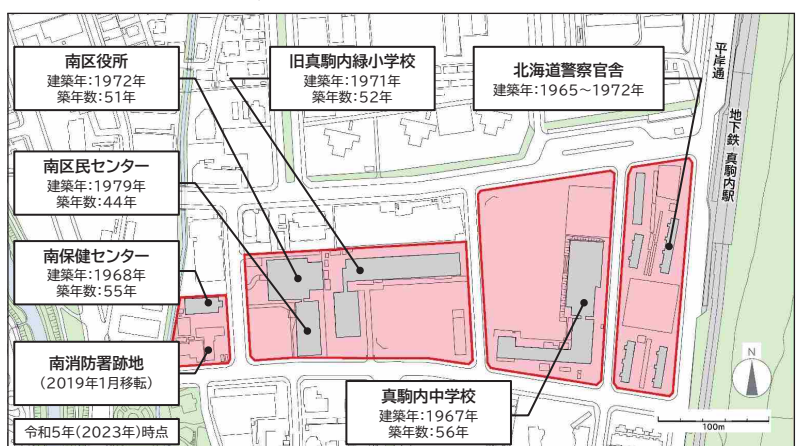 南区役所
建築年:1972年
築年数:51年
旧真駒内緑小学校
建築年:1971年
築年数:52年
北海道警察官舎
建築年:1965~1972年
平岸通
地下鉄 真駒内駅
南区民センター
建築年:1979年
築年数:44年
南保健センター
建築年:1968年
築年数:55年
南消防署跡地
(2019年1月移転)
真駒内中学校
建築年:1967年
築年数:56年
令和5年(2023年)時点
N
100m